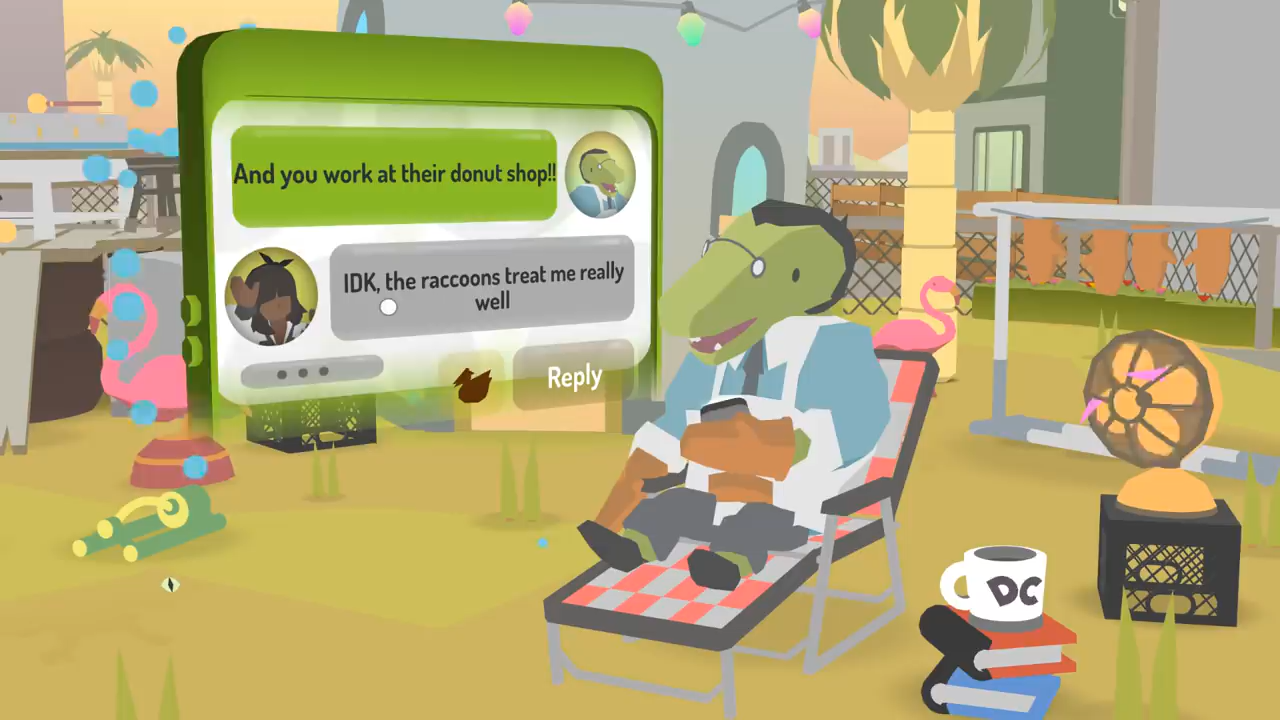 And you work at their donut shop!!
IDK, the raccoons treat me really
well
Reply
DC